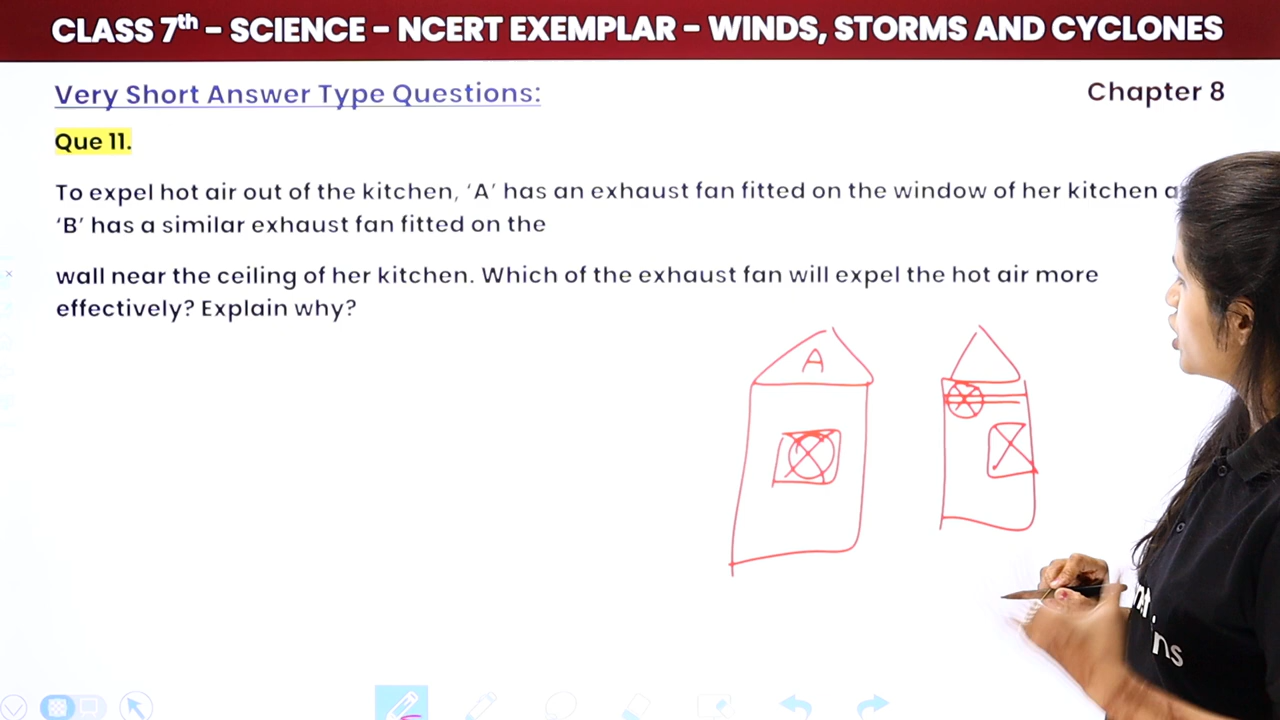 CLASS 7th – SCIENCE – NCERT EXEMPLAR – WINDS, STORMS AND CYCLONES
Very Short Answer Type Questions:
Chapter 8
Que 11.
To expel hot air out of the kitchen, ‘A’ has an exhaust fan fitted on the window of her kitchen
‘B’ has a similar exhaust fan fitted on the
wall near the ceiling of her kitchen. Which of the exhaust fan will expel the hot air more
effectively? Explain why?
A